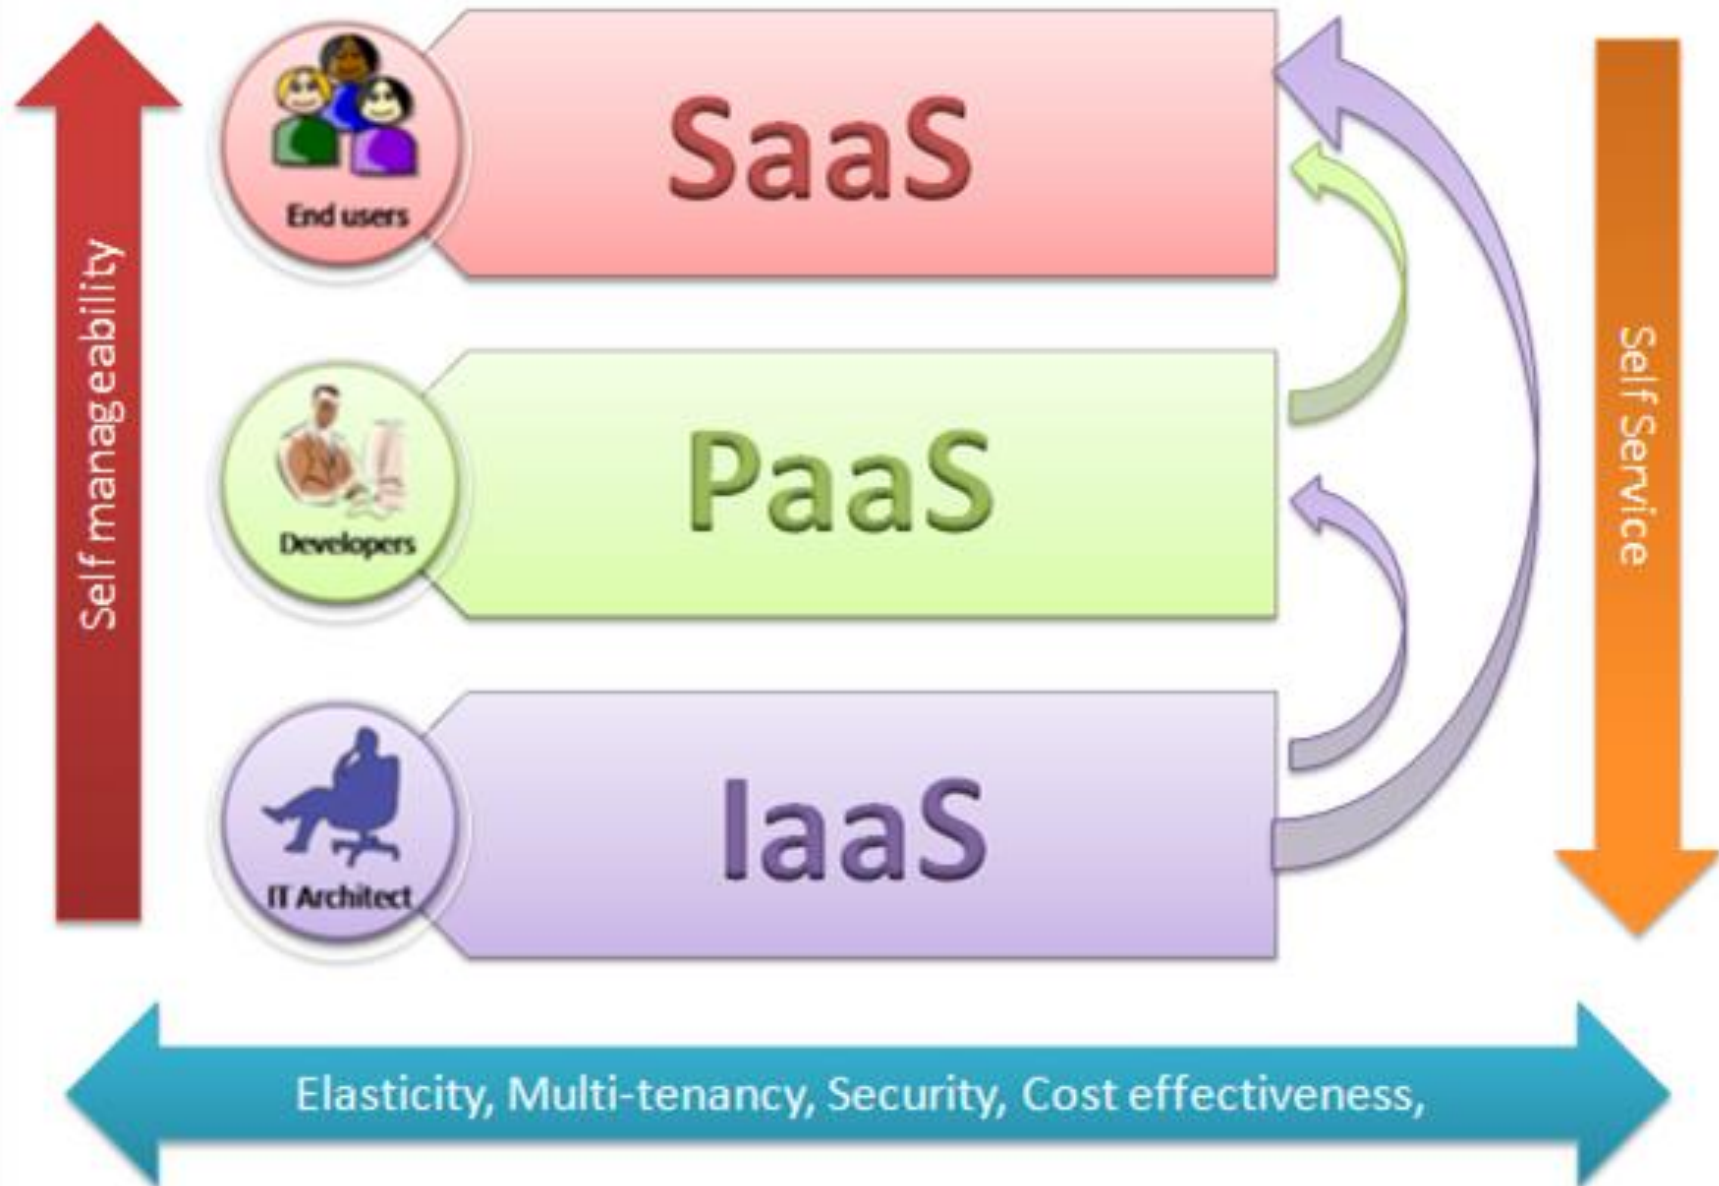 SaaS
End users
PaaS
Developers
IaaS
IT Architect
Self manageability
Self Service
Elasticity, Multi-tenancy, Security, Cost effectiveness,